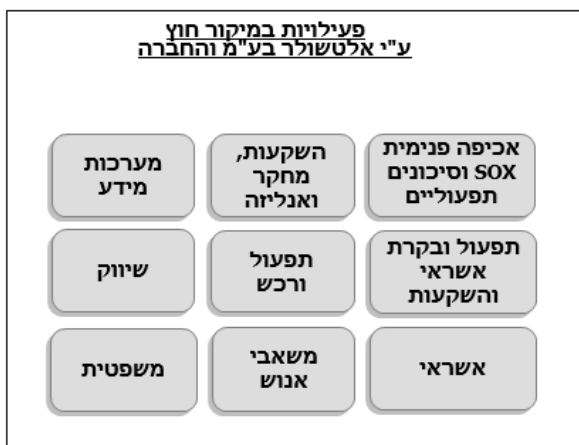 פעילויות במיקור חוץ
ע"י אלטשולר בע"מ והחברה
אכיפה פנימית
SOX וסיכונים
תפעוליים
השקעות,
מחקר
ואנליזה
מערכות
מידע
תפעול ובקרת
אשראי
והשקעות
תפעול
ורכש
שיווק
אשראי
משאבי
אנוש
משפטית